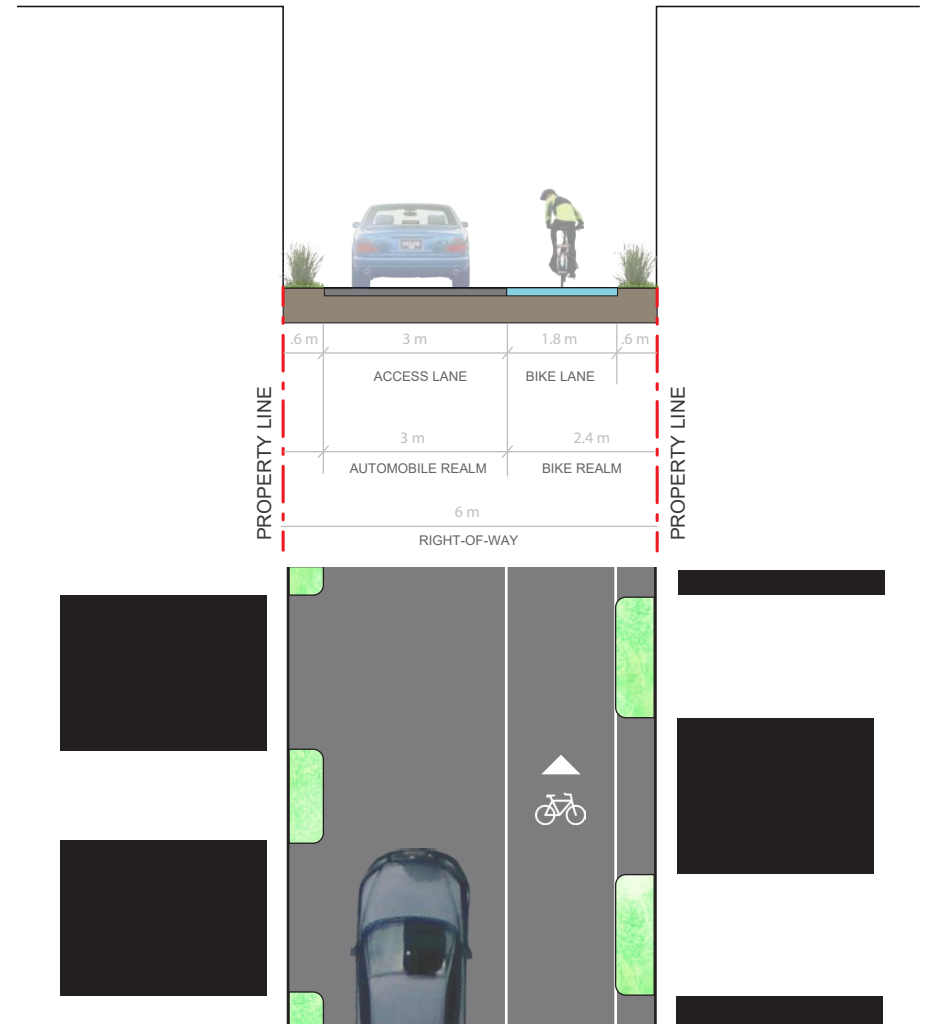 .6 m
3 m
1.8 m
.6 m
ACCESS LANE
BIKE LANE
PROPERTY LINE
PROPERTY LINE
3 m
2.4 m
AUTOMOBILE REALM
BIKE REALM
6 m
RIGHT-OF-WAY